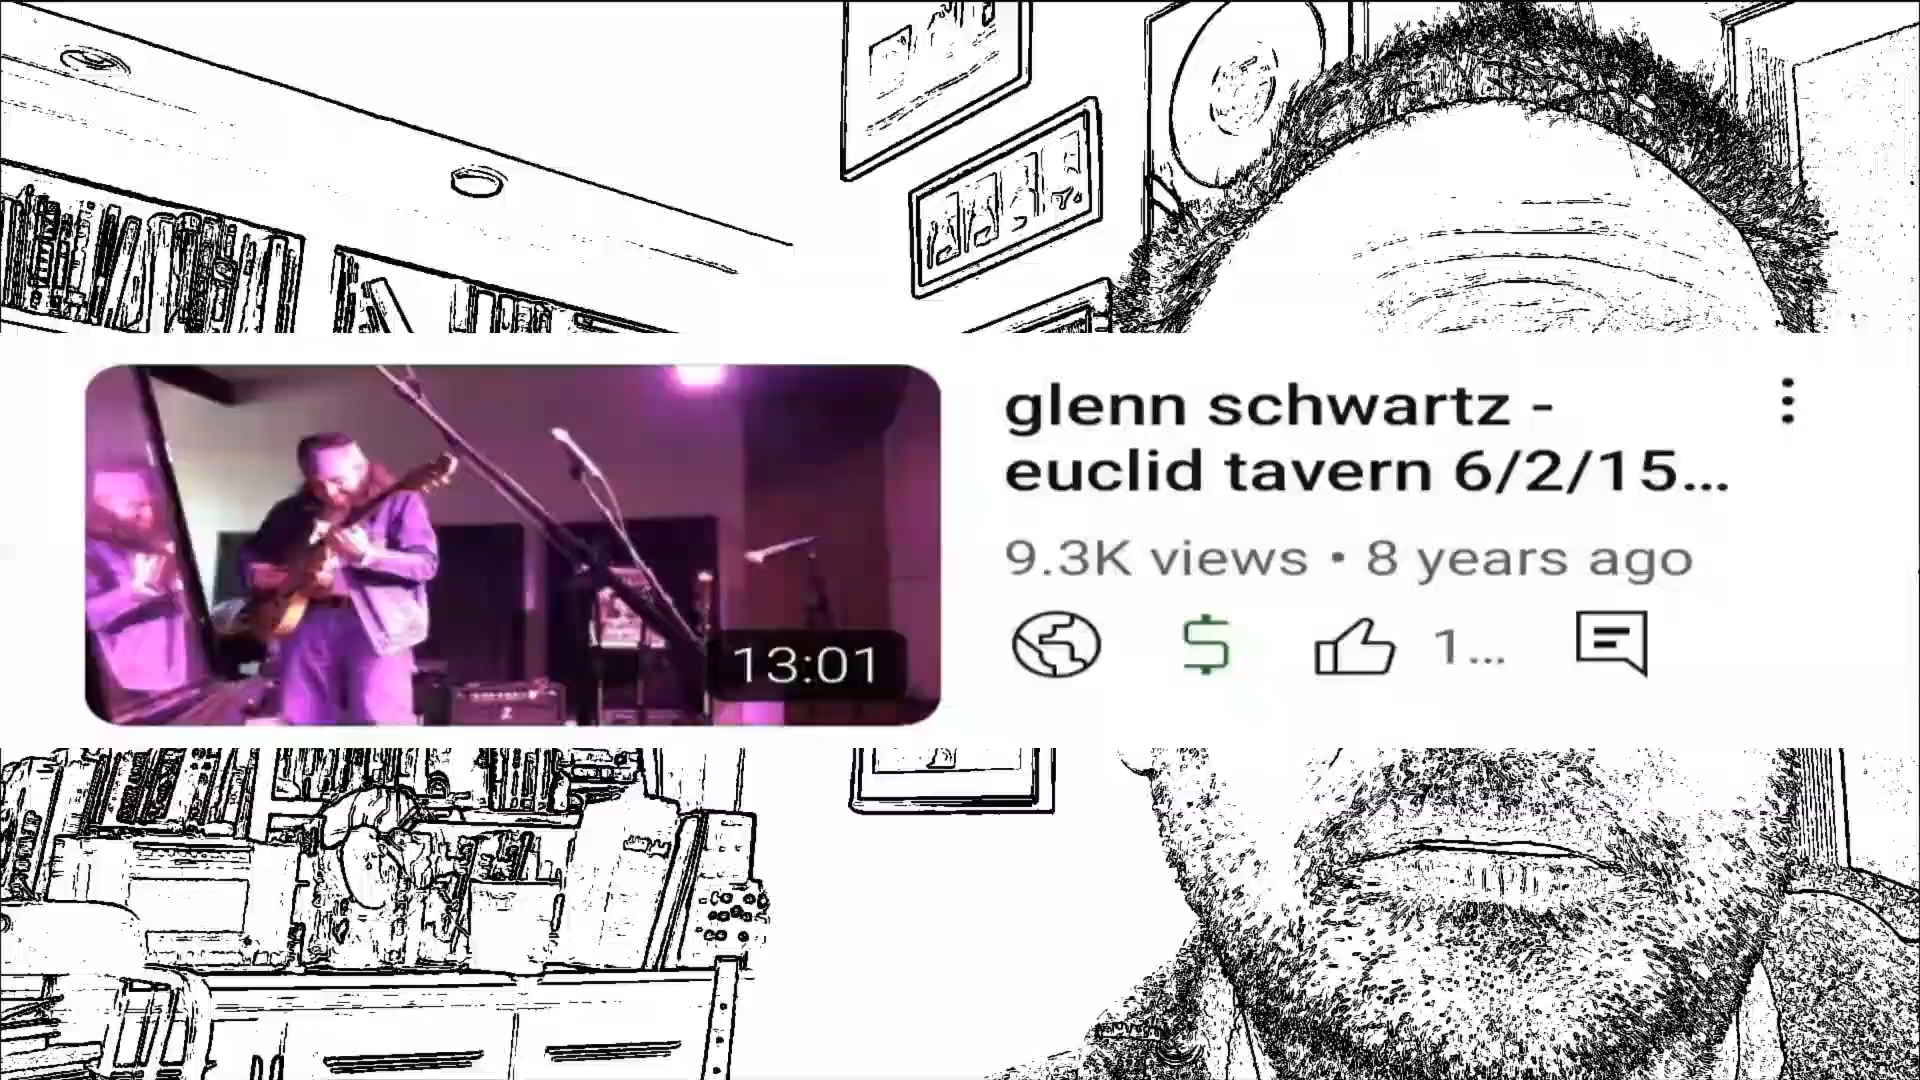 glenn schwartz -
euclid tavern 6/2/15...
9.3K views • 8 years ago
1...
13:01